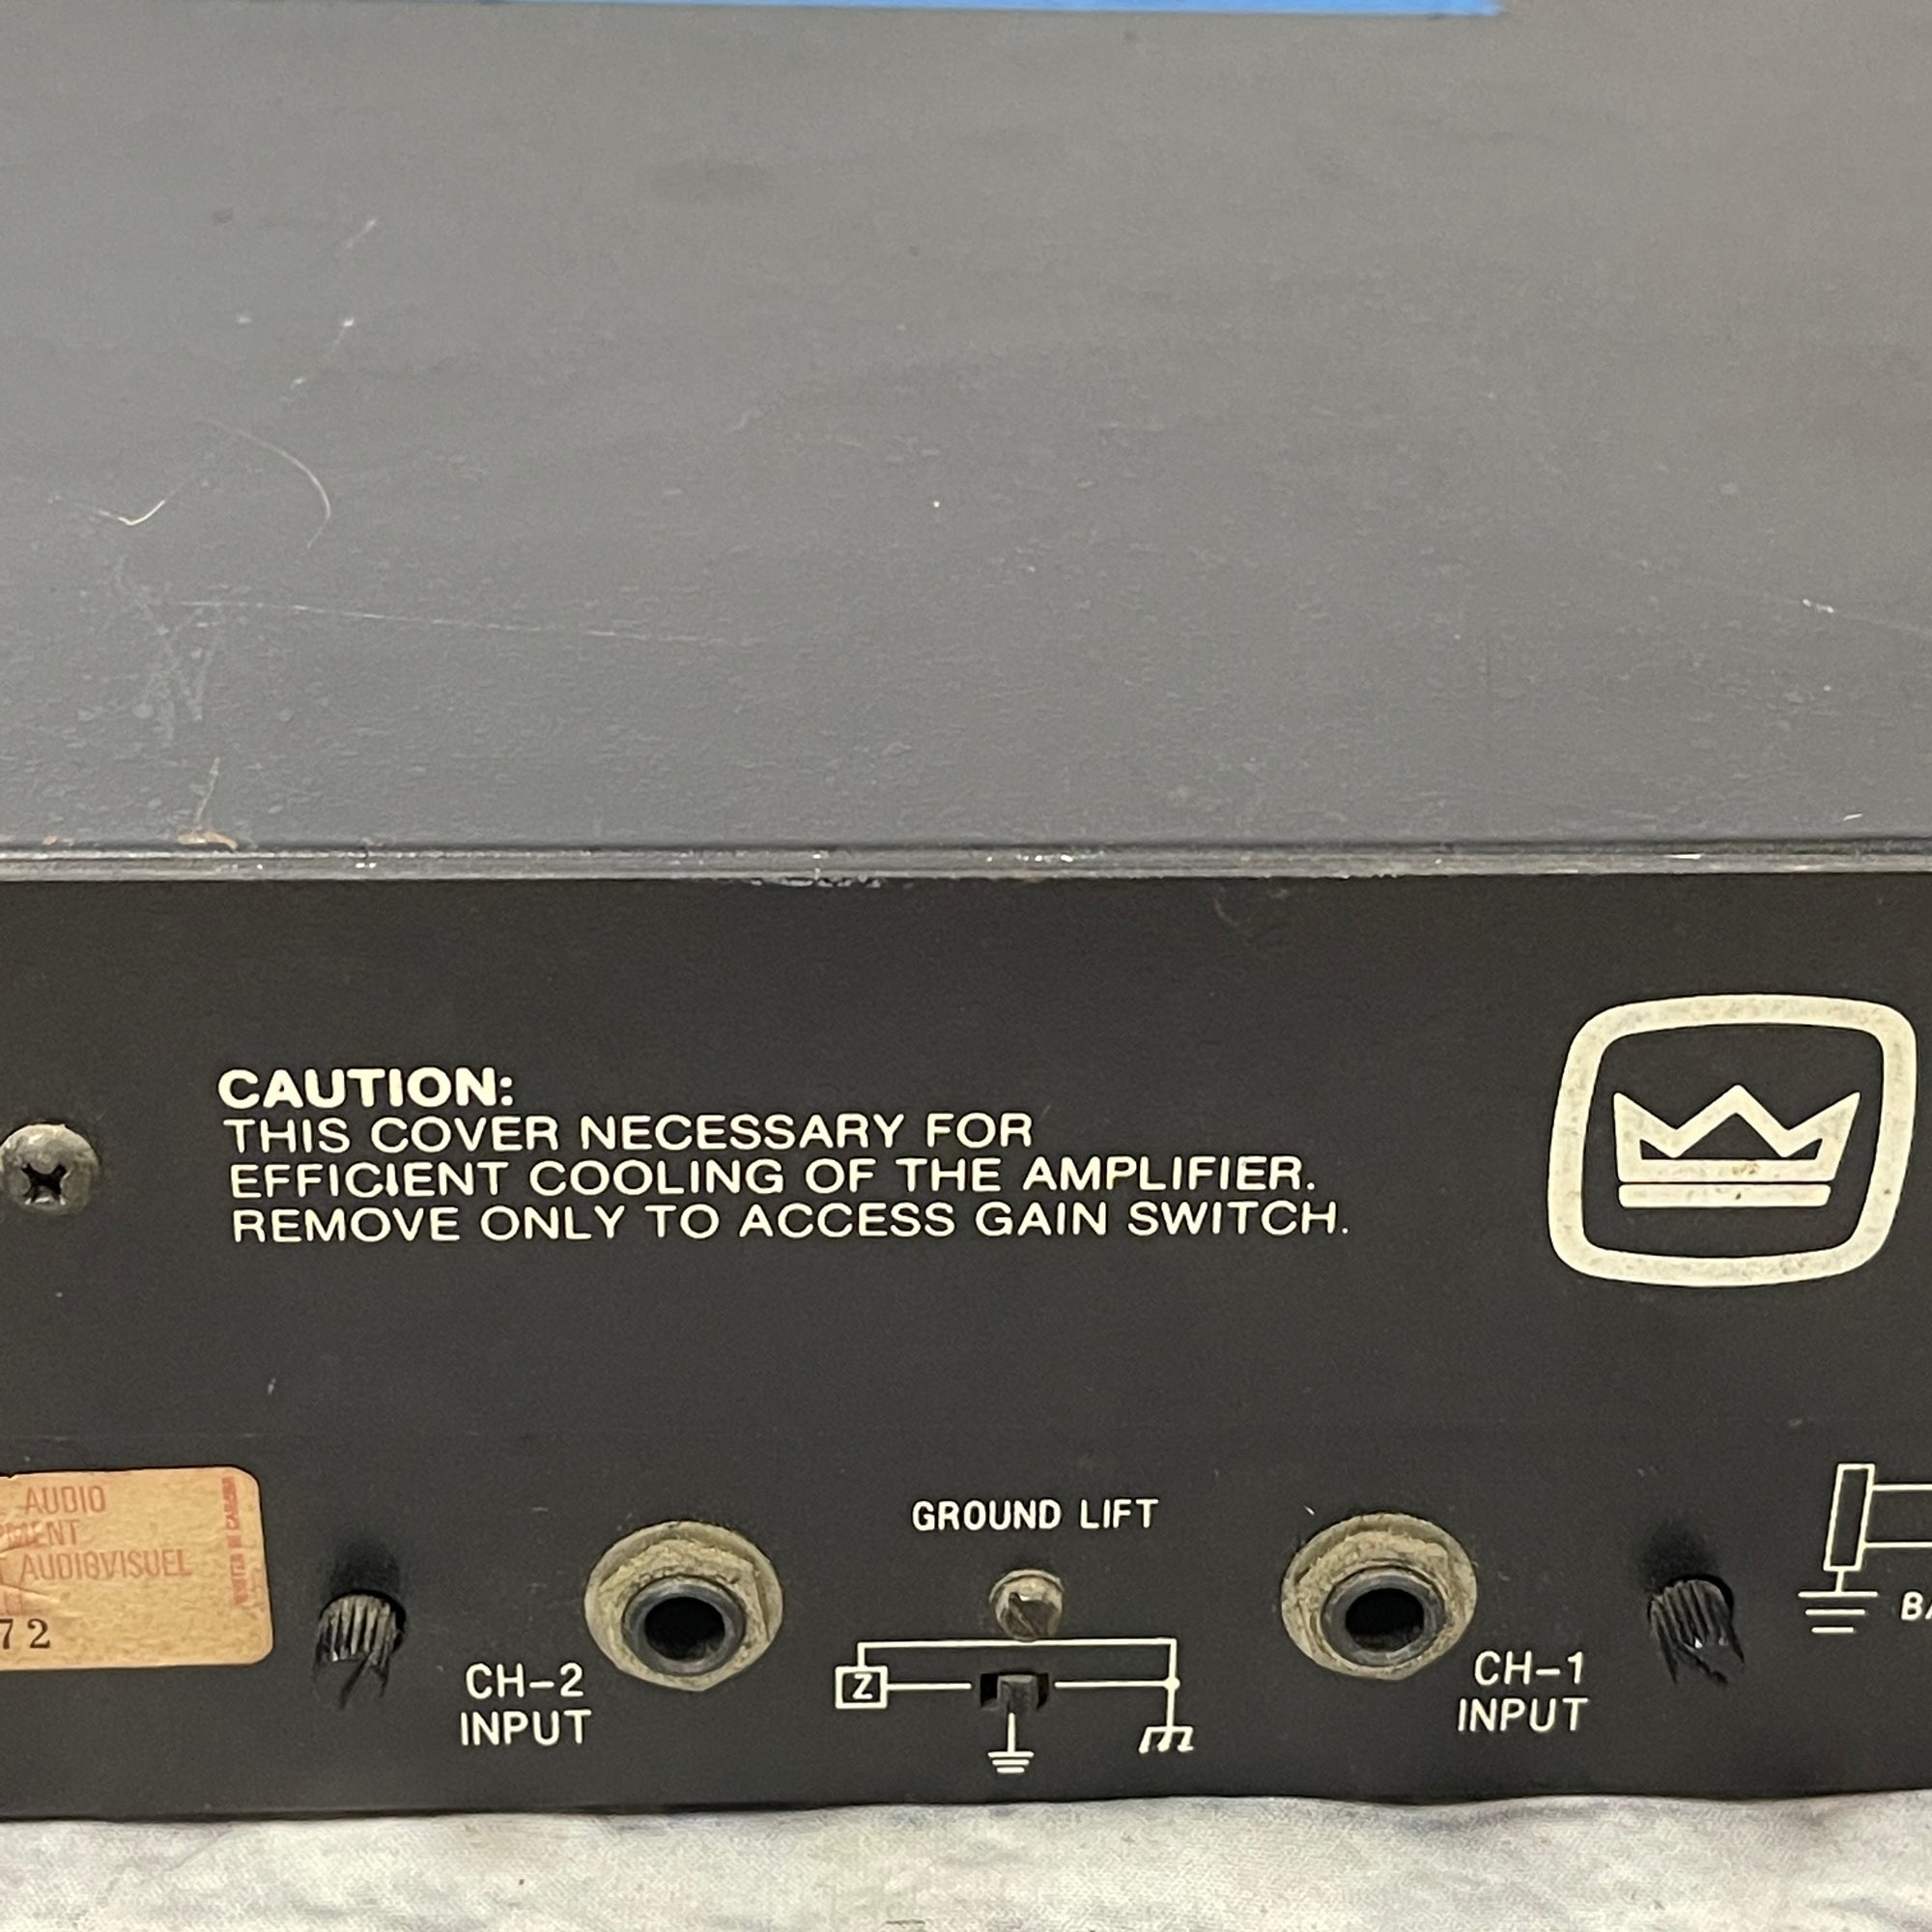 CAUTION:
THIS COVER NECESSARY FOR
EFFICIENT COOLING OF THE AMPLIFIER.
REMOVE ONLY TO ACCESS GAIN SWITCH.
AUDIO
AUDIOVISUEL
72
GROUND LIFT
Z
CH-2
INPUT
CH-1
INPUT